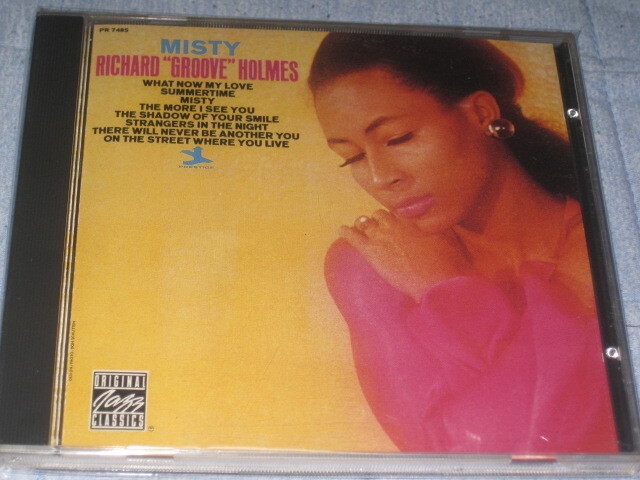 PR 7485
MISTY
RICHARD "GROOVE" HOLMES
WHAT NOW MY LOVE
SUMMERTIME
MISTY
THE MORE I SEE YOU
THE SHADOW OF YOUR SMILE
STRANGERS IN THE NIGHT
THERE WILL NEVER BE ANOTHER YOU
ON THE STREET WHERE YOU LIVE
PRESTIGE
ORIGINAL
Jazz
CLASSICS